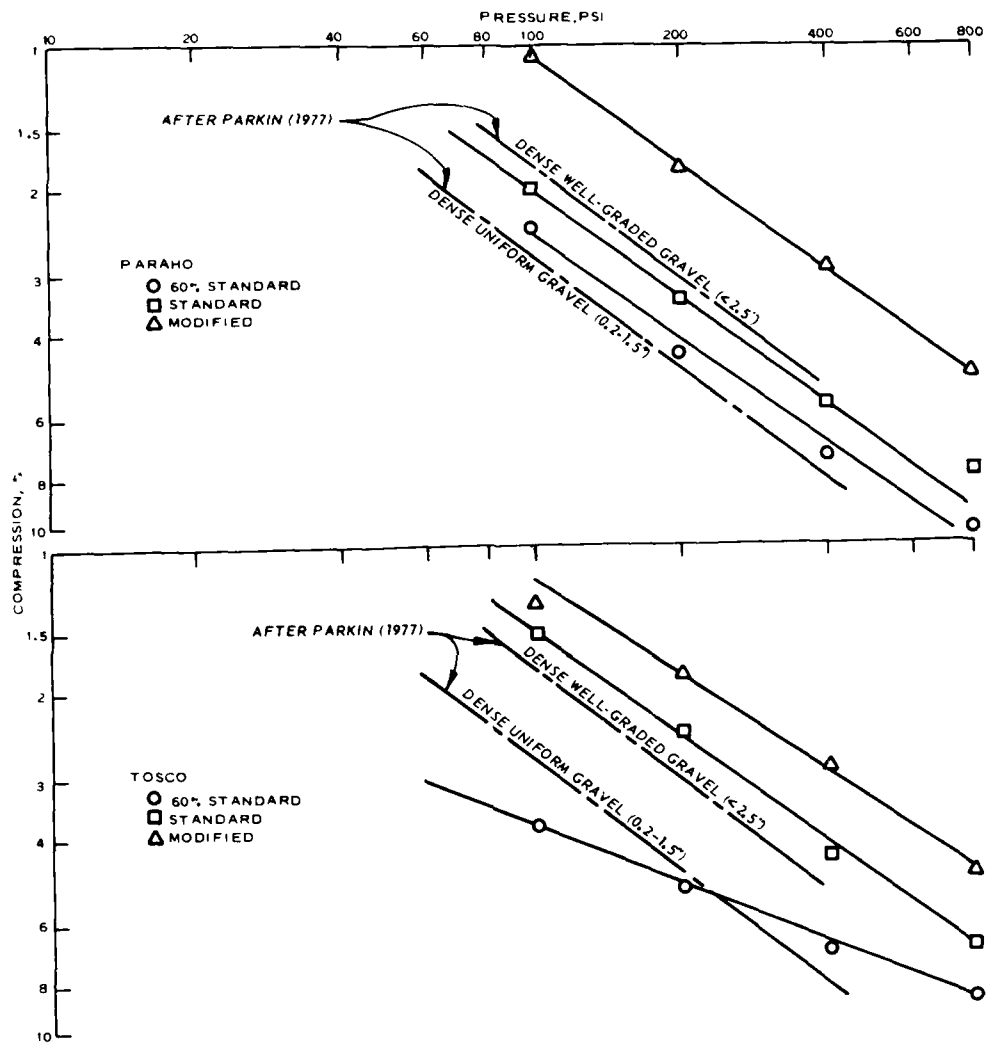 PRESSURE, PSI
10 20 40 60 80 100 200 400 600 800
1
1.5
2
3
4
6
8
10
AFTER PARKIN (1977)
DENSE WELL-GRADED GRAVEL (<2.5")
DENSE UNIFORM GRAVEL (0.2-1.5")
PARAHO
60% STANDARD
STANDARD
MODIFIED
COMPRESSION, %
1
1.5
2
3
4
6
8
10
AFTER PARKIN (1977)
DENSE WELL-GRADED GRAVEL (<2.5")
DENSE UNIFORM GRAVEL (0.2-1.5")
TOSCO
60% STANDARD
STANDARD
MODIFIED